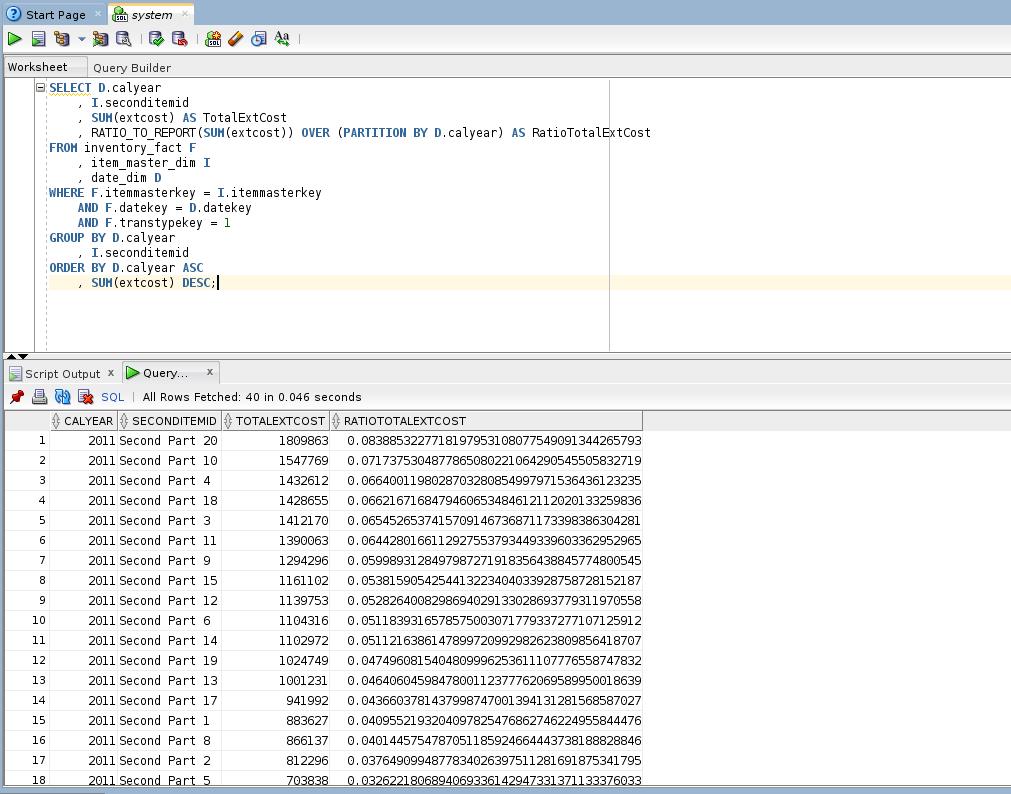 Start Page
system
Worksheet
Query Builder
SELECT D.calyear
, I.seconditemid
, SUM(extcost) AS TotalExtCost
, RATIO_TO_REPORT(SUM(extcost)) OVER (PARTITION BY D.calyear) AS RatioTotalExtCost
FROM inventory_fact F
, item_master_dim I
, date_dim D
WHERE F.itemmasterkey = I.itemmasterkey
AND F.datekey = D.datekey
AND F.transtypekey = 1
GROUP BY D.calyear
, I.seconditemid
ORDER BY D.calyear ASC
, SUM(extcost) DESC;
Script Output x
Query... x
SQL | All Rows Fetched: 40 in 0.046 seconds
CALYEAR SECONDITEMID TOTALEXTCOST RATIOTOTALEXTCOST
1 2011 Second Part 20 1809863 0.0838853227718197953108077549091344265793
2 2011 Second Part 10 1547769 0.0717375304877865080221064290545505832719
3 2011 Second Part 4 1432612 0.0664001198028703280854997971536436123235
4 2011 Second Part 18 1428655 0.0662167168479460653484612112020133259836
5 2011 Second Part 3 1412170 0.0654526537415709146736871173398386304281
6 2011 Second Part 11 1390063 0.0644280166112927553793449339603362952965
7 2011 Second Part 9 1294296 0.0599893128497987271918356438845774800545
8 2011 Second Part 15 1161102 0.0538159054254413223404033928758728152187
9 2011 Second Part 12 1139753 0.0528264008298694029133028693779311970558
10 2011 Second Part 6 1104316 0.0511839316578575003071779337277107125912
11 2011 Second Part 14 1102972 0.0511216386147899720992982623809856418707
12 2011 Second Part 19 1024749 0.0474960815404809996253611107776558747832
13 2011 Second Part 13 1001231 0.0464060459847800112377762069589950018639
14 2011 Second Part 17 941992 0.0436603781437998747001394131281568587027
15 2011 Second Part 1 883627 0.0409552193204097825476862746224955844476
16 2011 Second Part 8 866137 0.0401445754787051185924664443738188828846
17 2011 Second Part 2 812296 0.0376490994877834026397511281691875341795
18 2011 Second Part 5 703838 0.0326221806894069336142947331371133376033